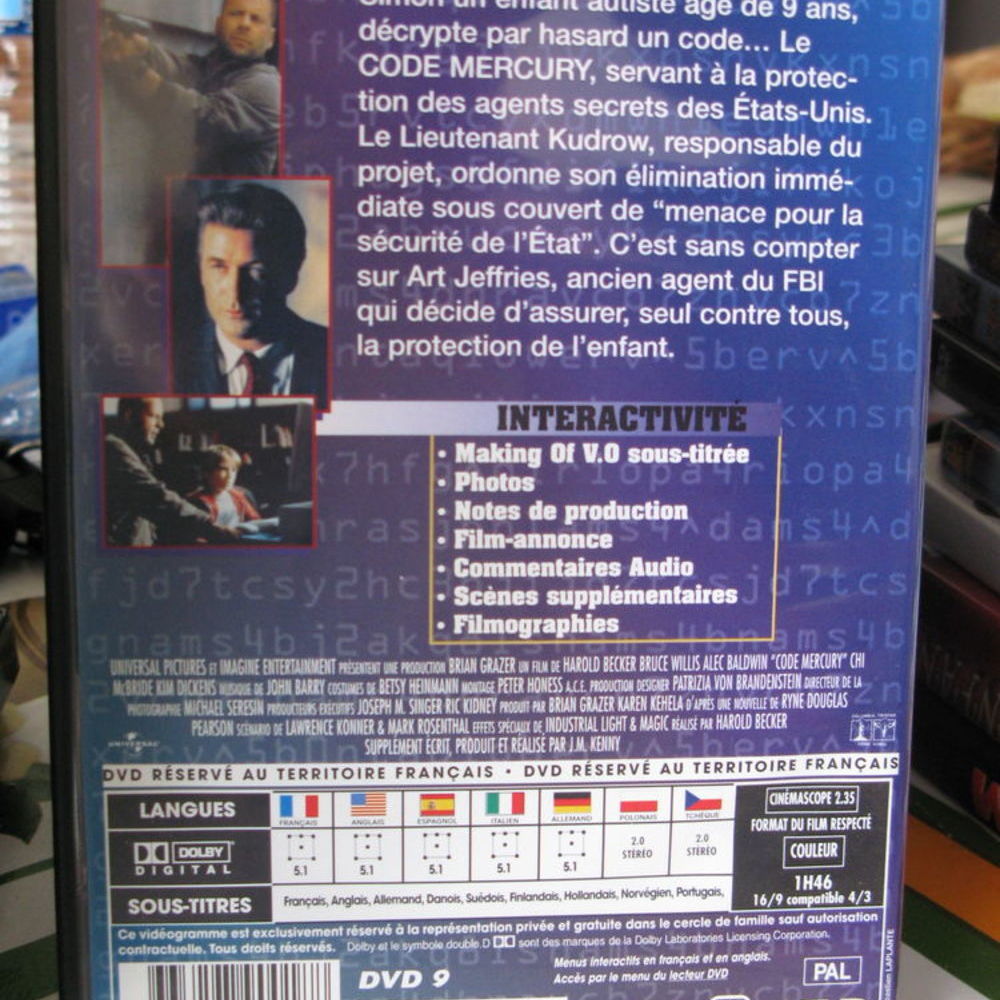 Simon un enfant autiste âgé de 9 ans,
décrypte par hasard un code... Le
CODE MERCURY, servant à la protec-
tion des agents secrets des États-Unis.
Le Lieutenant Kudrow, responsable du
projet, ordonne son élimination immé-
diate sous couvert de “menace pour la
sécurité de l’État”. C’est sans compter
sur Art Jeffries, ancien agent du FBI
qui décide d’assurer, seul contre tous,
la protection de l’enfant.
INTERACTIVITÉ
• Making Of V.O sous-titrée
• Photos
• Notes de production
• Film-annonce
• Commentaires Audio
• Scènes supplémentaires
• Filmographies
UNIVERSAL PICTURES ET IMAGINE ENTERTAINMENT PRÉSENTENT UNE PRODUCTION BRIAN GRAZER UN FILM DE HAROLD BECKER BRUCE WILLIS ALEC BALDWIN "CODE MERCURY" CHI
McBRIDE KIM DICKENS MUSIQUE DE JOHN BARRY COSTUMES DE BETSY HEINMANN MONTAGE PETER HONESS A.C.E. PRODUCTION DESIGNER PATRIZIA VON BRANDENSTEIN DIRECTEUR DE LA
PHOTOGRAPHIE MICHAEL SERESIN PRODUCTEURS EXÉCUTIFS JOSEPH M. SINGER RIC KIDNEY PRODUIT PAR BRIAN GRAZER KAREN KEHELA D'APRÈS UNE NOUVELLE DE RYNE DOUGLAS
PEARSON SCÉNARIO DE LAWRENCE KONNER & MARK ROSENTHAL EFFETS SPÉCIAUX DE INDUSTRIAL LIGHT & MAGIC RÉALISÉ PAR HAROLD BECKER
SUPPLÉMENT ÉCRIT, PRODUIT ET RÉALISÉ PAR J.M. KENNY
UNIVERSAL
DVD RÉSERVÉ AU TERRITOIRE FRANÇAIS • DVD RÉSERVÉ AU TERRITOIRE FRANÇAIS
LANGUES
FRANÇAIS ANGLAIS ESPAGNOL ITALIEN ALLEMAND POLONAIS TCHÈQUE
DOLBY
DIGITAL
5.1 5.1 5.1 5.1 5.1 2.0 STÉRÉO 2.0 STÉRÉO
SOUS-TITRES
Français, Anglais, Allemand, Danois, Suédois, Finlandais, Hollandais, Norvégien, Portugais,
CINÉMASCOPE 2.35
FORMAT DU FILM RESPECTÉ
COULEUR
1H46
16/9 compatible 4/3
Ce vidéogramme est exclusivement réservé à la représentation privée et gratuite dans le cercle de famille sauf autorisation
contractuelle. Tous droits réservés. Dolby et le symbole double D sont des marques de la Dolby Laboratories Licensing Corporation.
DVD 9
Menus interactifs en français et en anglais.
Accès par le menu du lecteur DVD
PAL
LAPLANTE